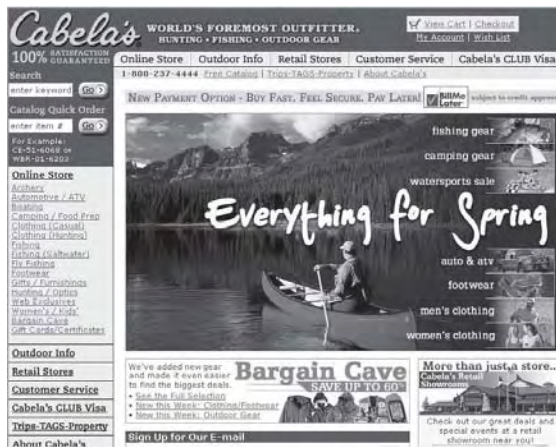 Cabela's
WORLD'S FOREMOST OUTFITTER.
HUNTING • FISHING • OUTDOOR GEAR
View Cart | Checkout
My Account | Wish List
100% SATISFACTION GUARANTEED
Online Store Outdoor Info Retail Stores Customer Service Cabela's CLUB Visa
1-800-237-4444 Free Catalog | Trips-TAGS-Property | About Cabela's
Search
enter keyword Go
Catalog Quick Order
enter item # Go
For Example:
CE-51-6068 or
WBR-01-6203
NEW PAYMENT OPTION - BUY FAST. FEEL SECURE. PAY LATER! Bill Me Later subject to credit approv
Online Store
Archery
Automotive / ATV
Boating
Camping / Food Prep
Clothing (Casual)
Clothing (Hunting)
Fishing
Fishing (Saltwater)
Fly Fishing
Footwear
Gifts / Furnishings
Hunting / Optics
Web Exclusives
Women's / Kids'
Bargain Cave
Gift Cards/Certificates
Outdoor Info
Retail Stores
Customer Service
Cabela's CLUB Visa
Trips-TAGS-Property
About Cabela's
fishing gear
camping gear
watersports sale
Everything for Spring
auto & atv
footwear
men's clothing
women's clothing
We've added new gear
and made it even easier
to find the biggest deals.
• See the Full Selection
• New this Week: Clothing/Footwear
• New this Week: Outdoor Gear
Bargain Cave
SAVE UP TO 60%
Sign Up for Our E-mail
More than just a store..
Cabela's Retail
Showrooms
Check out our great deals and
special events at a retail
showroom near you!